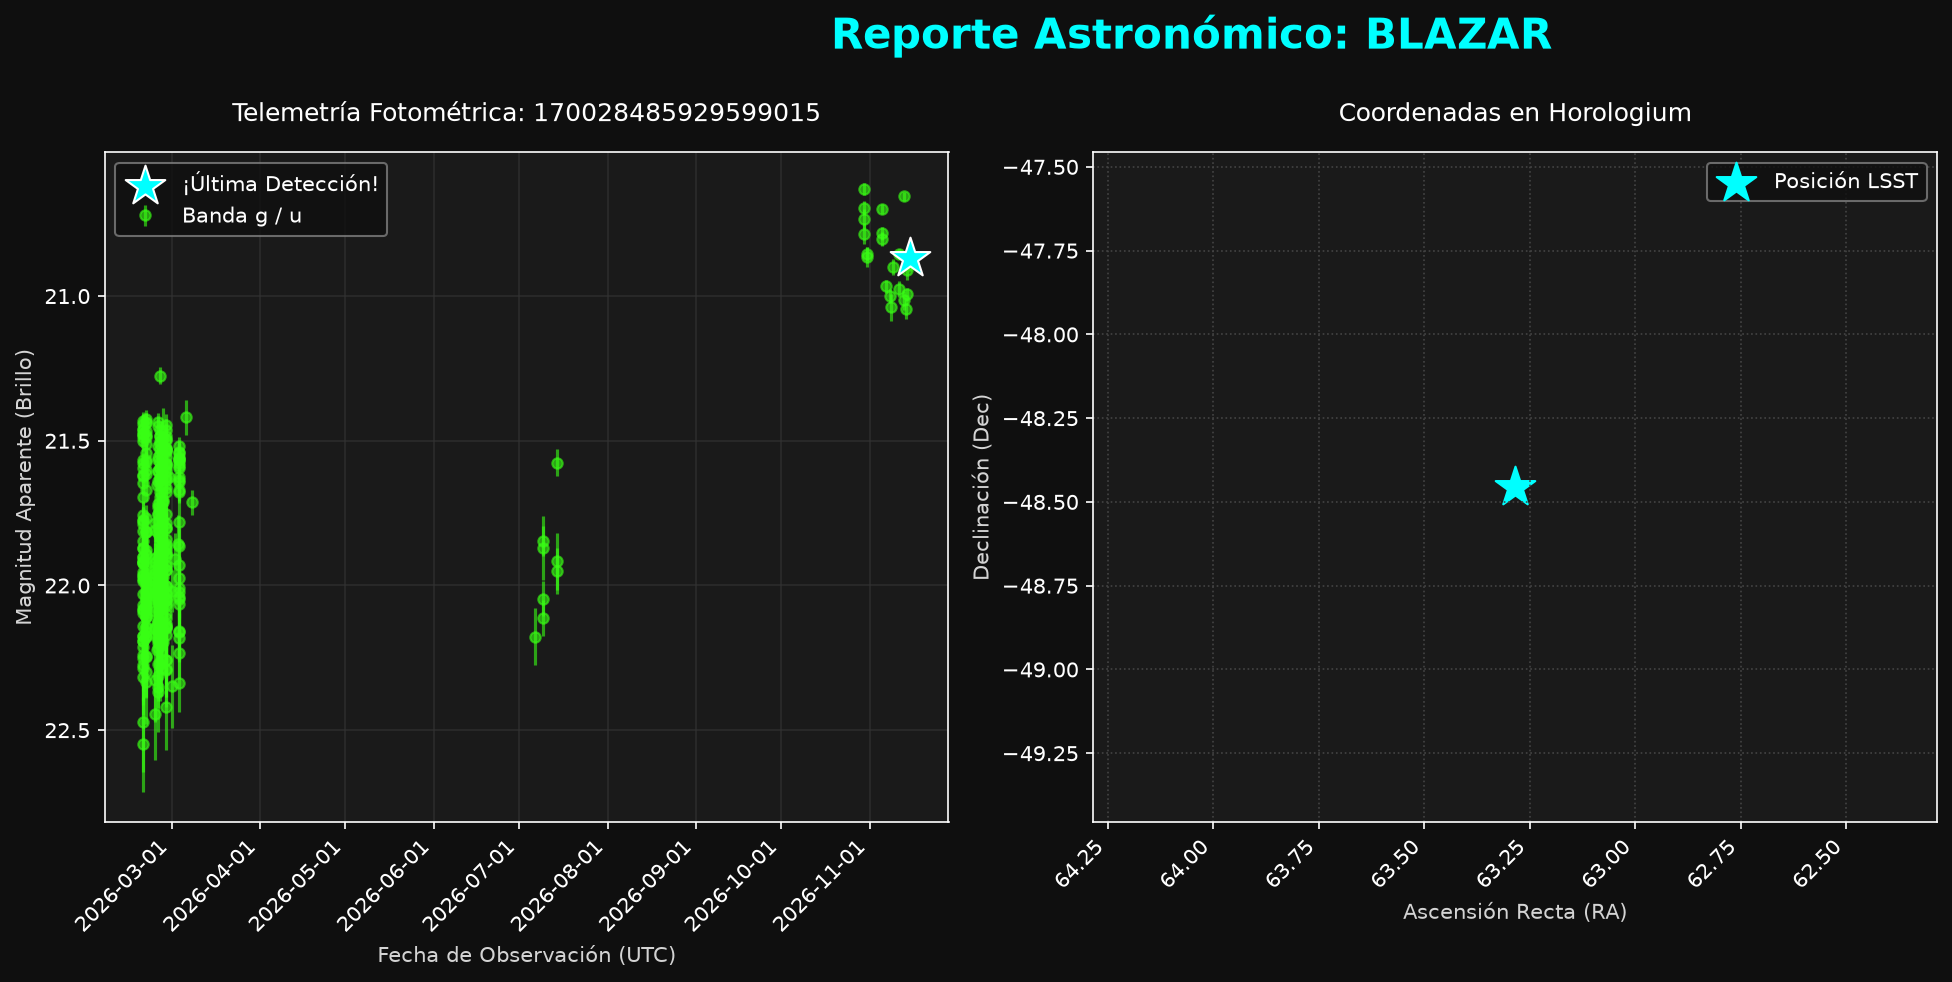 Reporte Astronómico: BLAZAR
Telemetría Fotométrica: 170028485929599015
¡Última Detección!
Banda g / u
Magnitud Aparente (Brillo)
21.0
21.5
22.0
22.5
2026-03-01
2026-04-01
2026-05-01
2026-06-01
2026-07-01
2026-08-01
2026-09-01
2026-10-01
2026-11-01
Fecha de Observación (UTC)
Coordenadas en Horologium
Posición LSST
Declinación (Dec)
−47.50
−47.75
−48.00
−48.25
−48.50
−48.75
−49.00
−49.25
64.25
64.00
63.75
63.50
63.25
63.00
62.75
62.50
Ascensión Recta (RA)